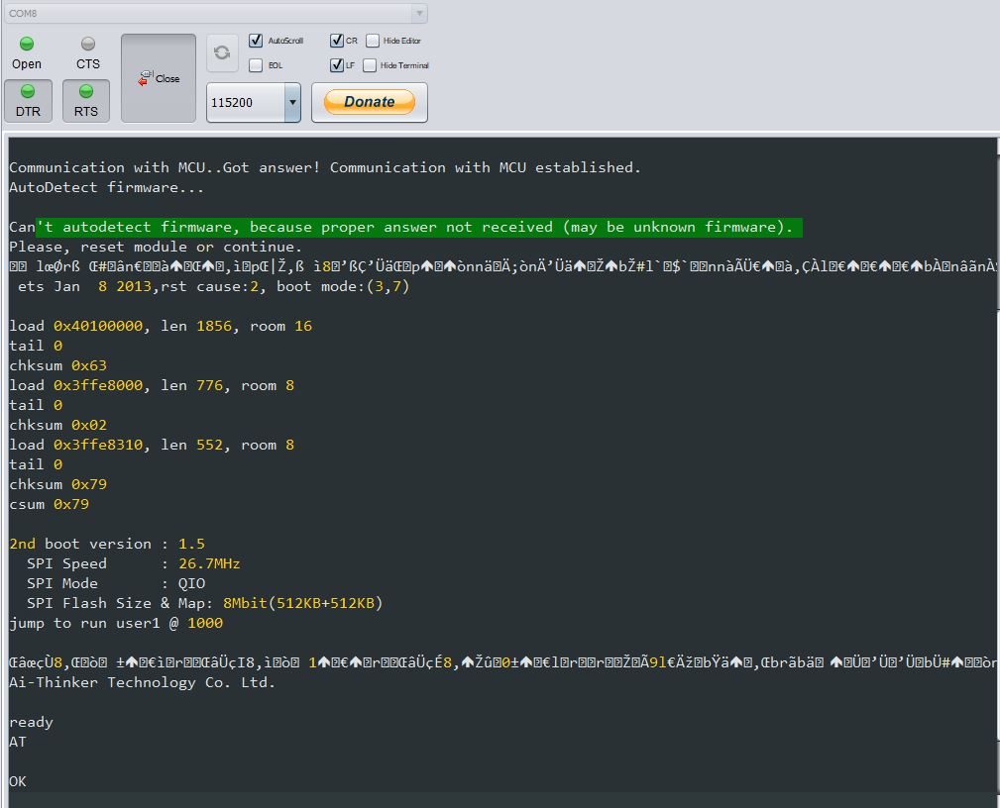 COM8
Open
CTS
DTR
RTS
Close
AutoScroll
CR
Hide Editor
EOL
LF
Hide Terminal
115200
Donate
Communication with MCU..Got answer! Communication with MCU established.
AutoDetect firmware...
Can't autodetect firmware, because proper answer not received (may be unknown firmware).
Please, reset module or continue.
ets Jan  8 2013,rst cause:2, boot mode:(3,7)
load 0x40100000, len 1856, room 16
tail 0
chksum 0x63
load 0x3ffe8000, len 776, room 8
tail 0
chksum 0x02
load 0x3ffe8310, len 552, room 8
tail 0
chksum 0x79
csum 0x79
2nd boot version : 1.5
SPI Speed      : 26.7MHz
SPI Mode       : QIO
SPI Flash Size & Map: 8Mbit(512KB+512KB)
jump to run user1 @ 1000
Ai-Thinker Technology Co. Ltd.
ready
AT
OK